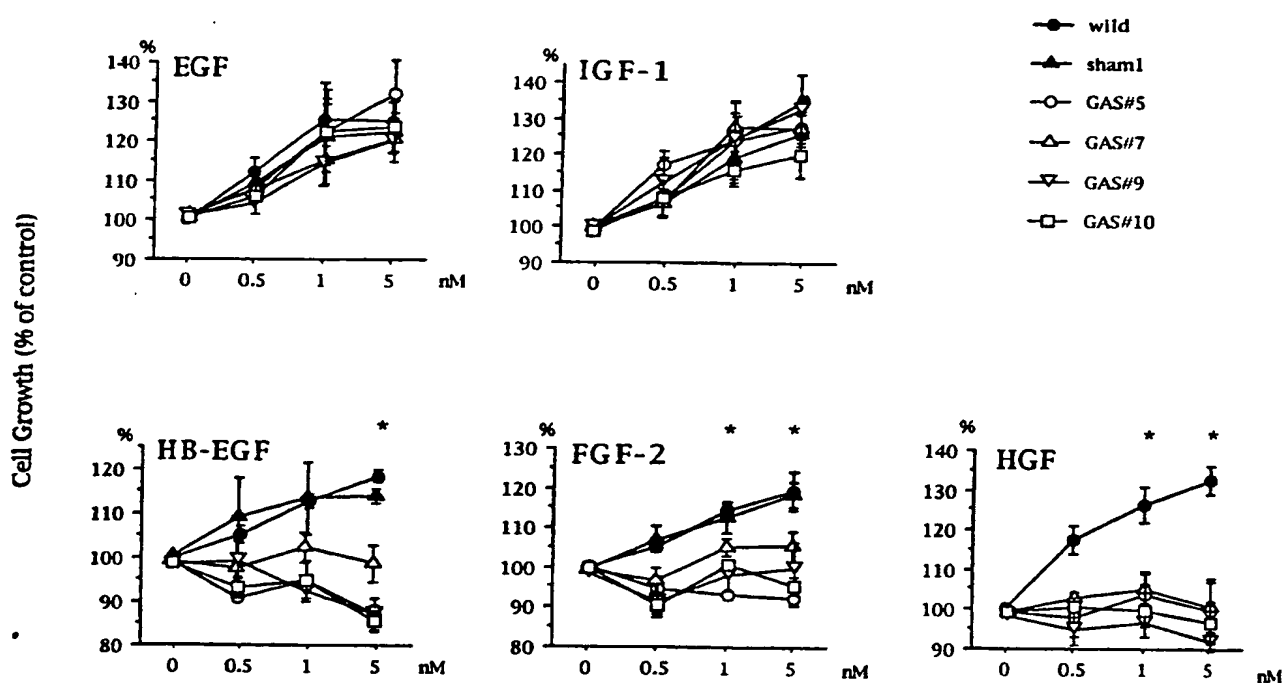 wild
sham1
GAS#5
GAS#7
GAS#9
GAS#10
Cell Growth (% of control)
%
EGF
140
130
120
110
100
90
0 0.5 1 5 nM
%
IGF-1
140
130
120
110
100
90
0 0.5 1 5 nM
%
HB-EGF
*
120
110
100
90
80
0 0.5 1 5 nM
%
FGF-2
* *
130
120
110
100
90
80
0 0.5 1 5 nM
%
HGF
* *
140
130
120
110
100
90
0 0.5 1 5 nM